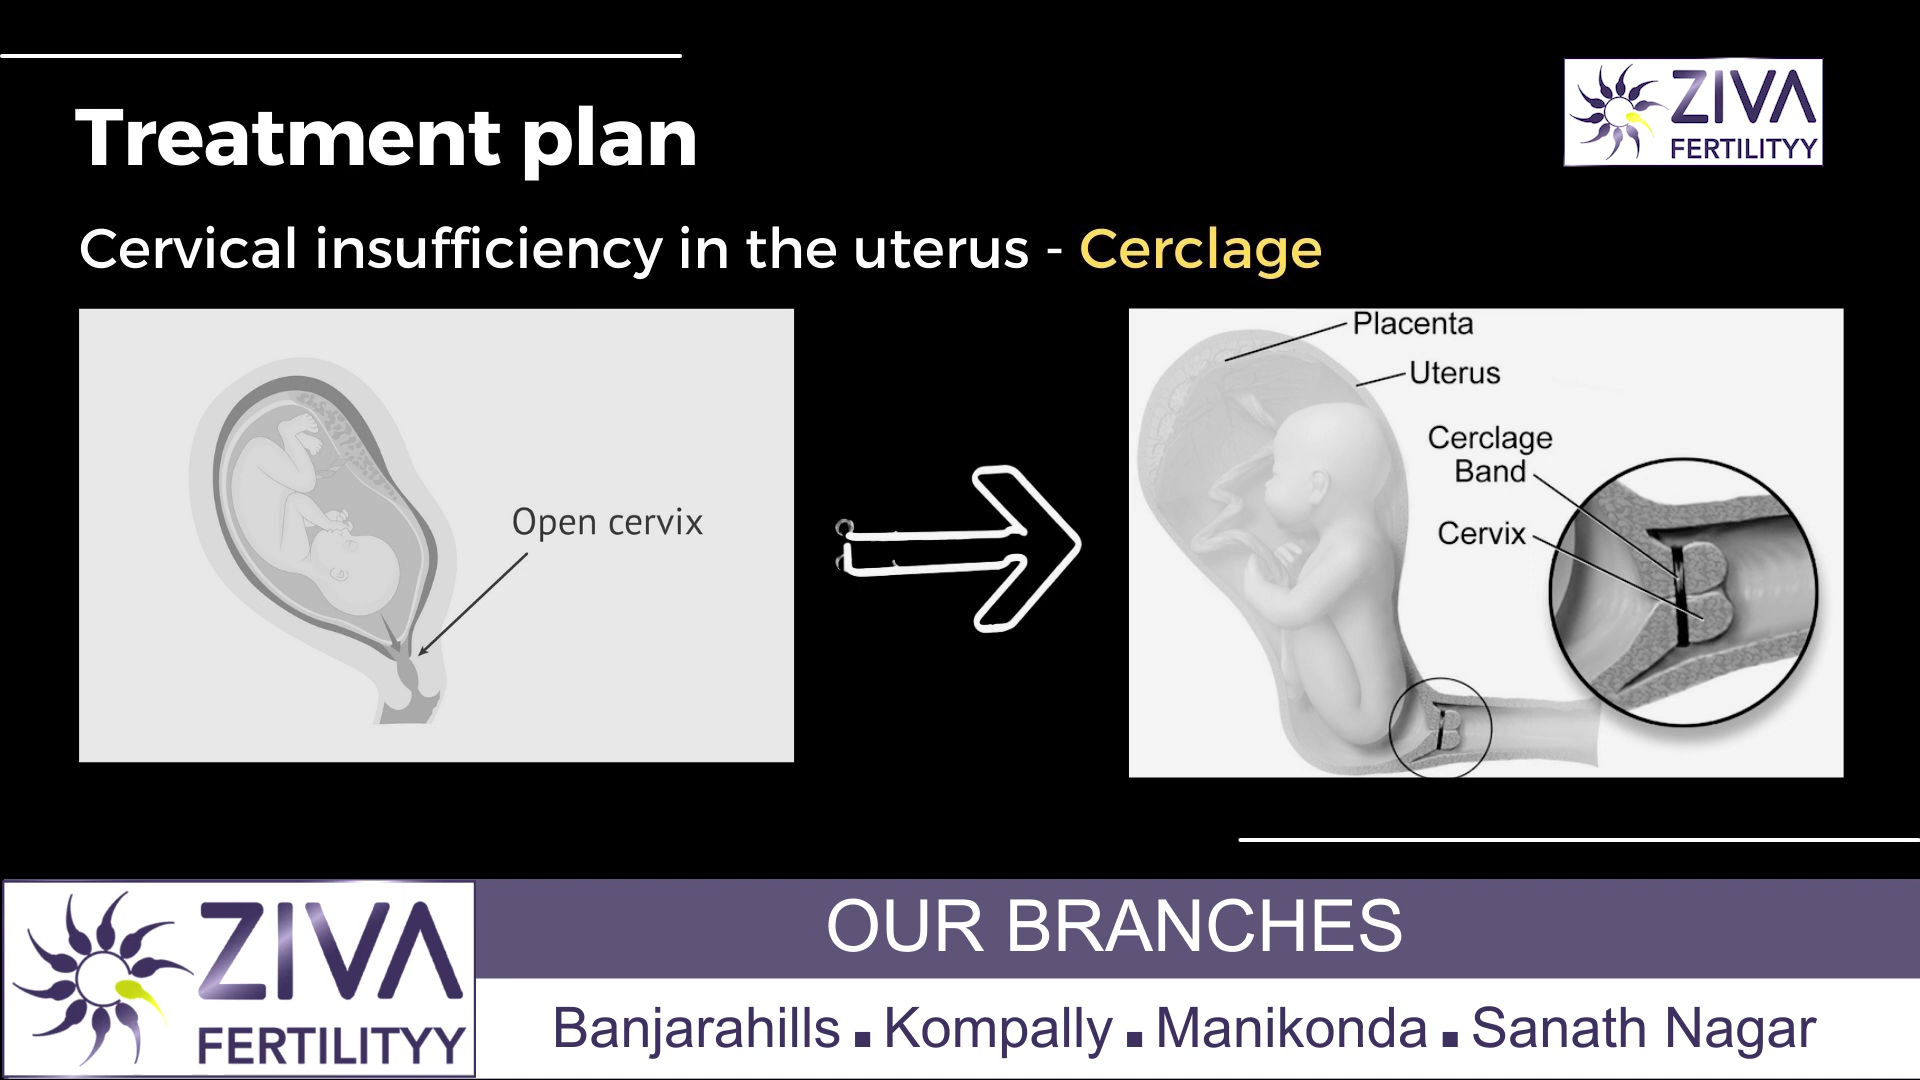 ZIVA
FERTILITYY
Treatment plan
Cervical insufficiency in the uterus - Cerclage
Open cervix
Placenta
Uterus
Cerclage
Band
Cervix
ZIVA
FERTILITYY
OUR BRANCHES
Banjarahills ■ Kompally ■ Manikonda ■ Sanath Nagar